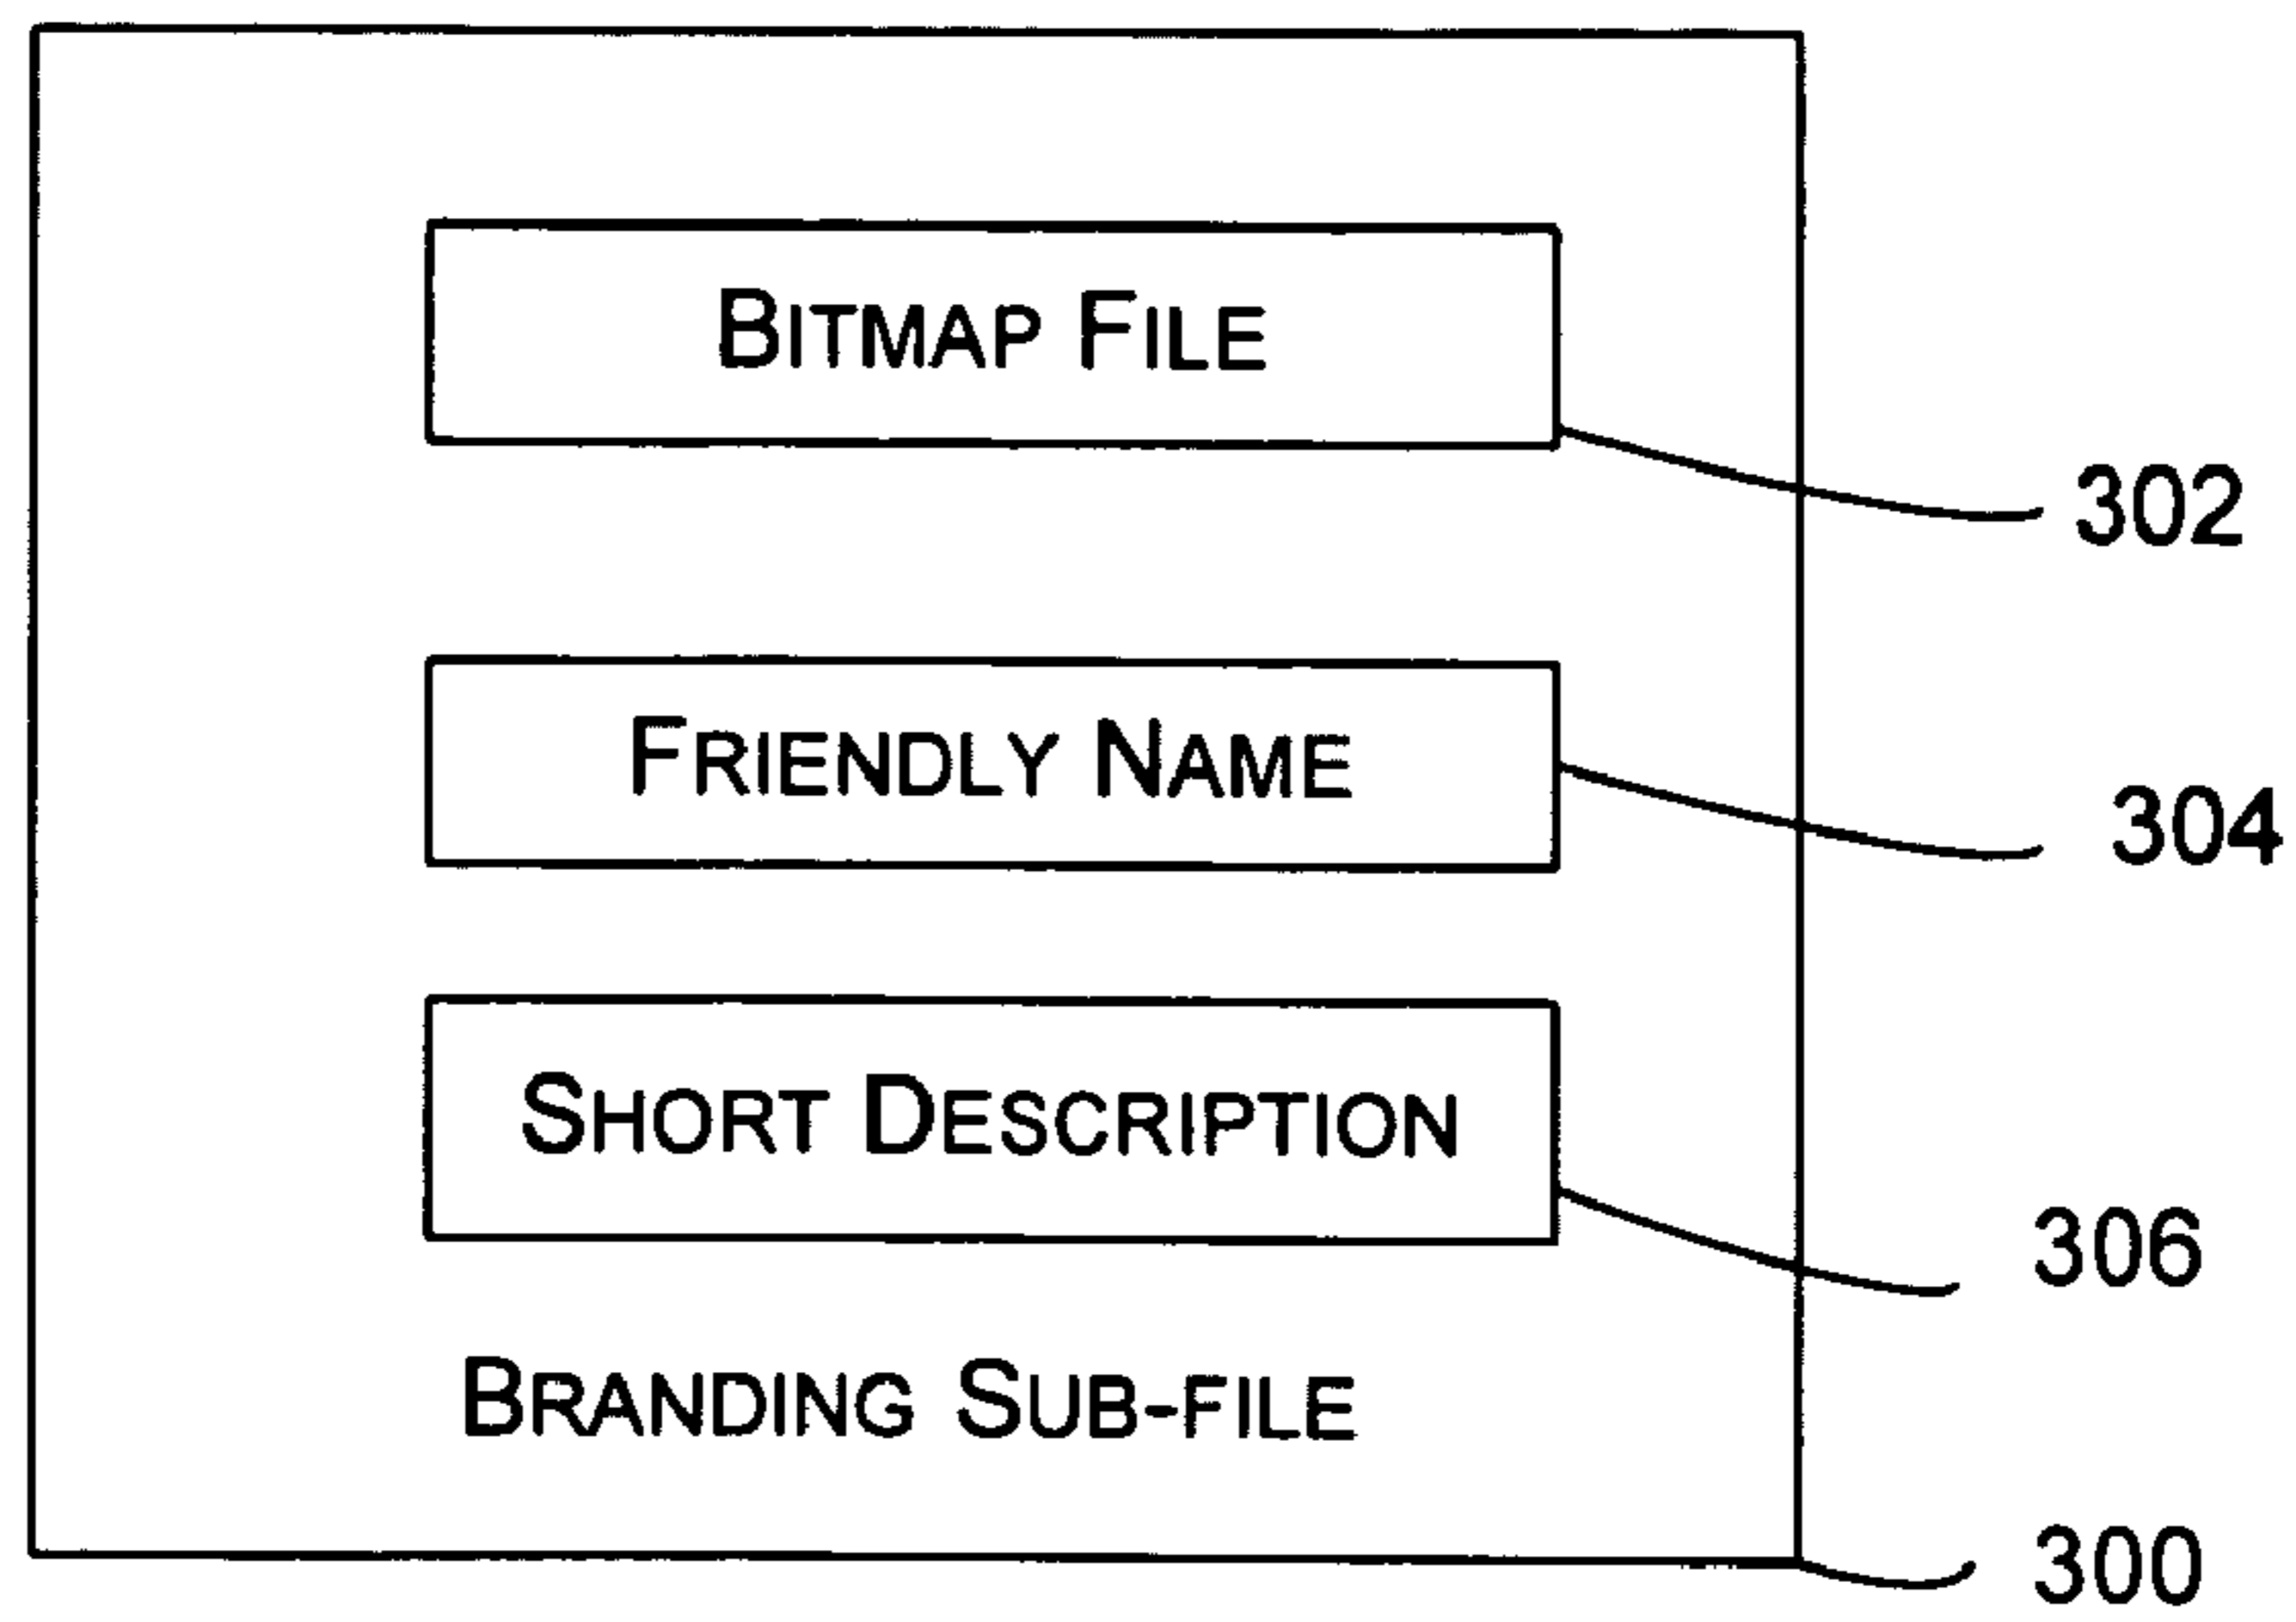 BITMAP FILE
302
FRIENDLY NAME
304
SHORT DESCRIPTION
306
BRANDING SUB-FILE
300